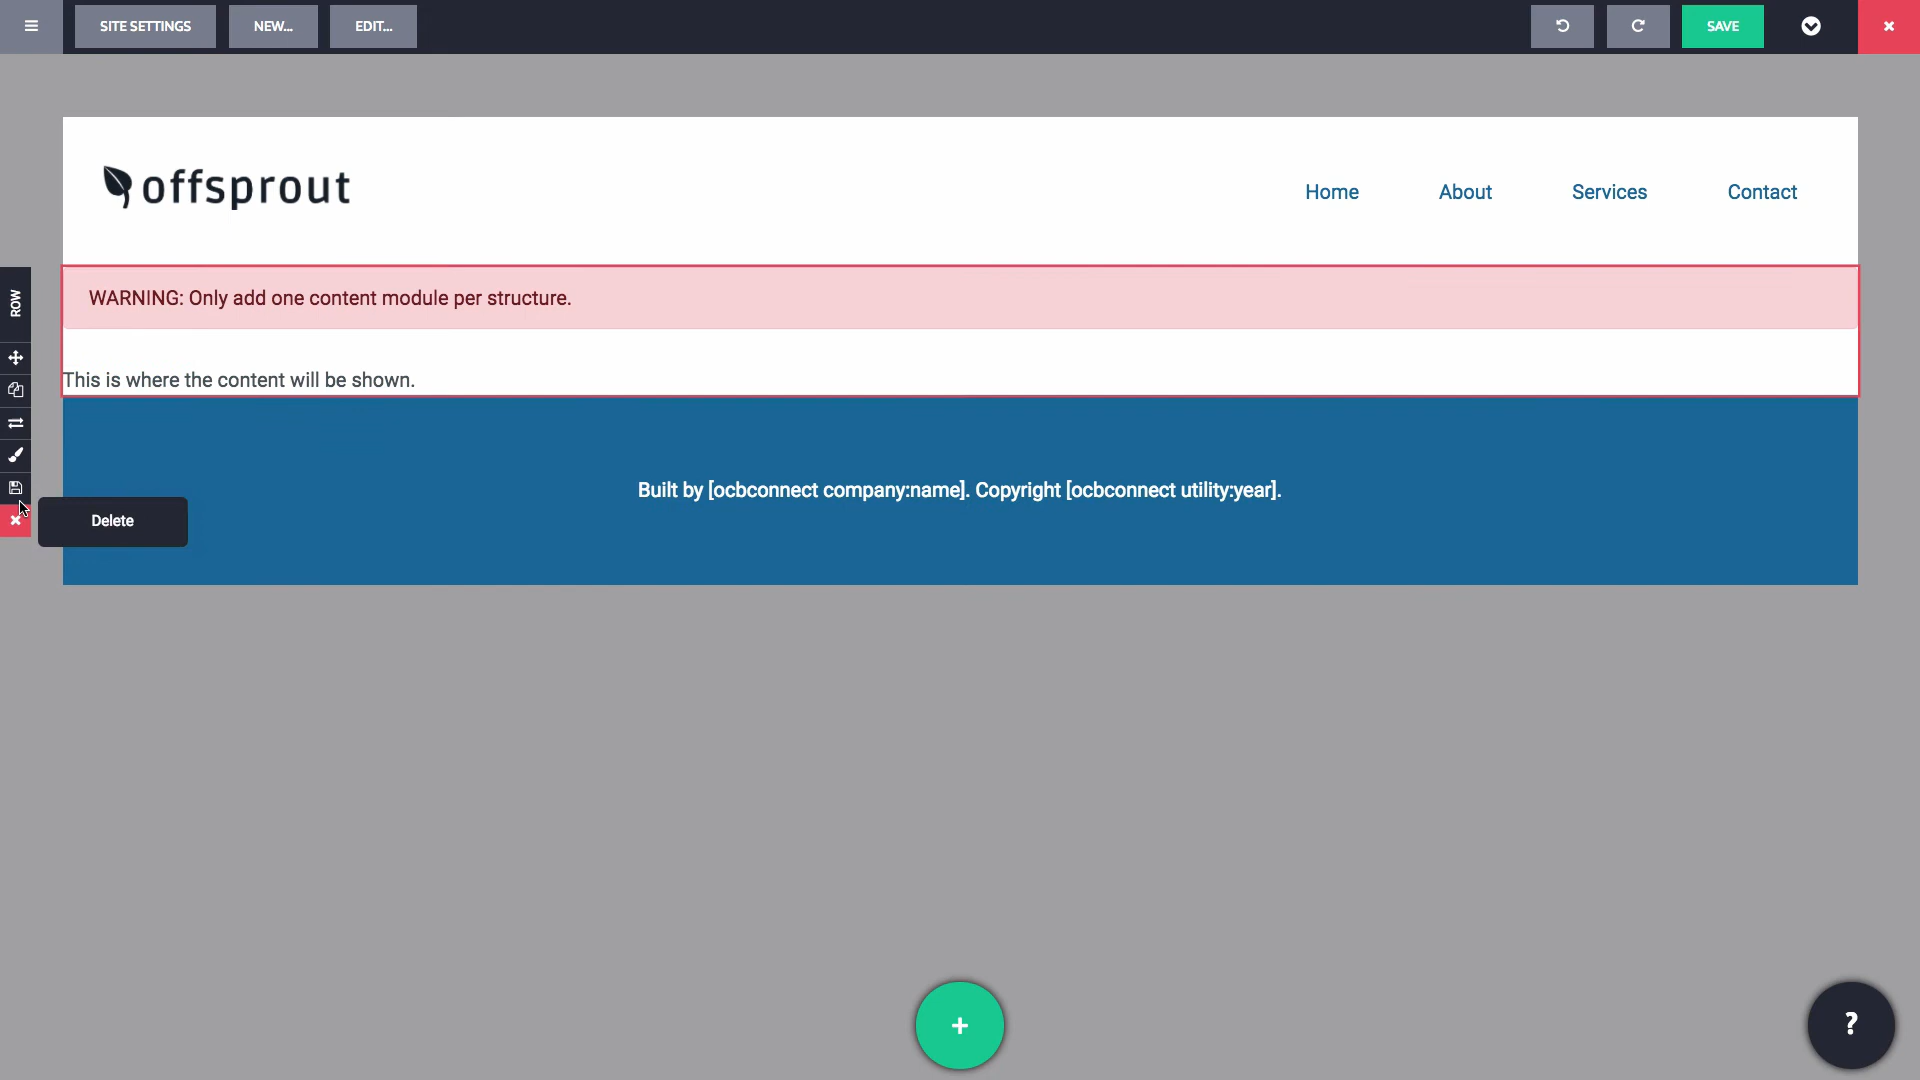 SITE SETTINGS
NEW...
EDIT...
SAVE
offsprout
Home
About
Services
Contact
ROW
WARNING: Only add one content module per structure.
This is where the content will be shown.
Built by [ocbconnect company:name]. Copyright [ocbconnect utility:year].
Delete
+
?